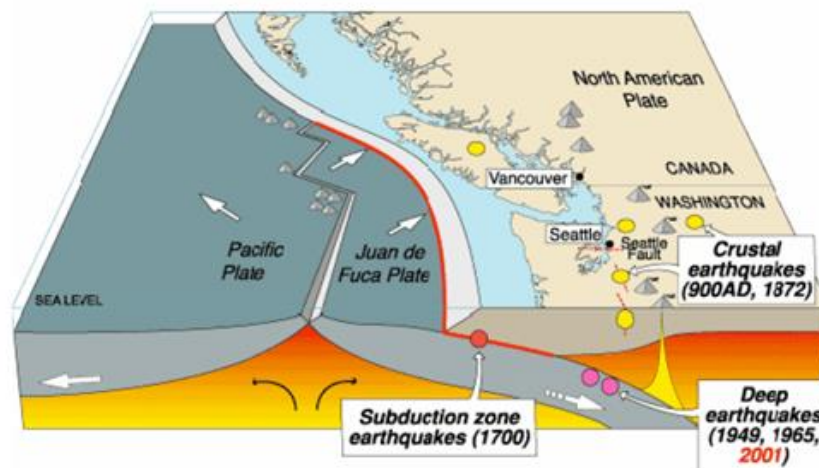 North American
Plate
CANADA
Vancouver
WASHINGTON
Seattle
Seattle
Fault
Pacific
Plate
Juan de
Fuca Plate
Crustal
earthquakes
(900AD, 1872)
SEA LEVEL
Subduction zone
earthquakes (1700)
Deep
earthquakes
(1949, 1965,
2001)